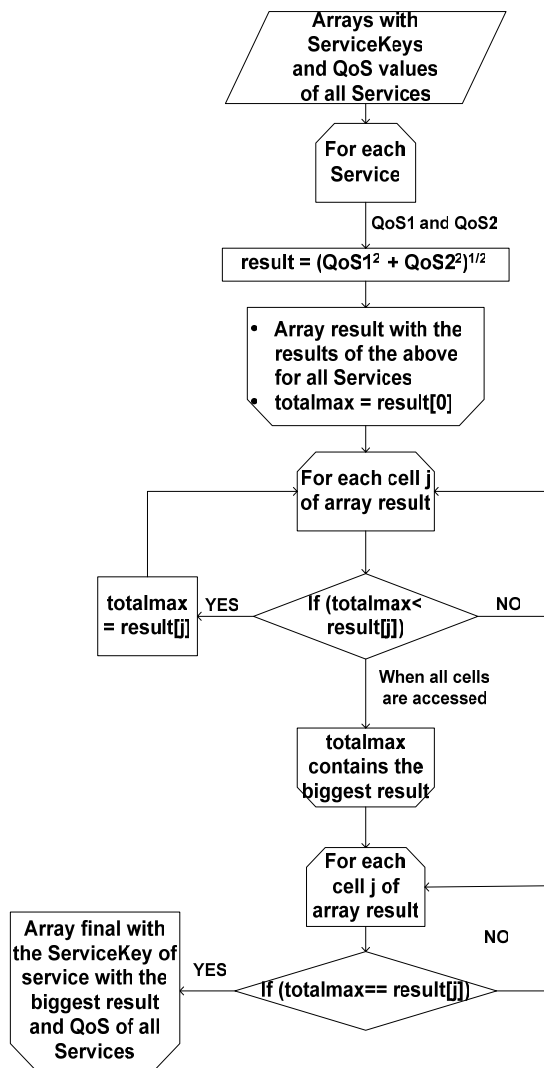 Arrays with
ServiceKeys
and QoS values
of all Services
For each
Service
QoS1 and QoS2
result = (QoS1² + QoS2²)^1/2
• Array result with the
results of the above
for all Services
• totalmax = result[0]
For each cell j
of array result
totalmax
= result[j]
YES
If (totalmax<
result[j])
NO
When all cells
are accessed
totalmax
contains the
biggest result
For each
cell j of
array result
NO
Array final with
the ServiceKey of
service with the
biggest result
and QoS of all
Services
YES
If (totalmax== result[j])